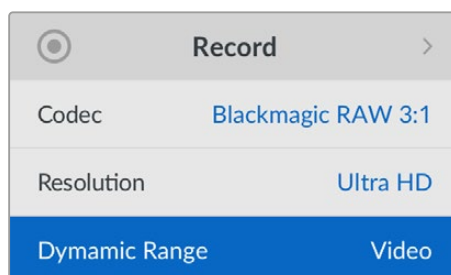 Record
Codec Blackmagic RAW 3:1
Resolution Ultra HD
Dymamic Range Video